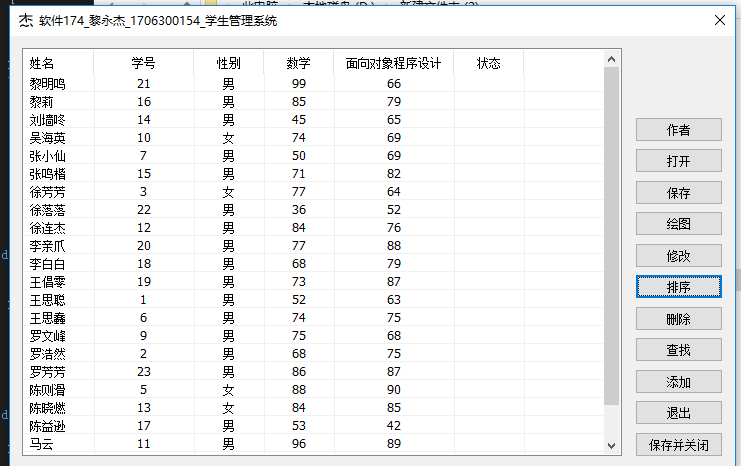 杰 软件174_黎永杰_1706300154_学生管理系统
姓名 学号 性别 数学 面向对象程序设计 状态
黎明鸣 21 男 99 66
黎莉 16 男 85 79
刘墙咚 14 男 45 65
吴海英 10 女 74 69
张小仙 7 男 50 69
张鸣楷 15 男 71 82
徐芳芳 3 女 77 64
徐落落 22 男 36 52
徐连杰 12 男 84 76
李亲爪 20 男 77 88
李白白 18 男 68 79
王倡零 19 男 73 87
王思聪 1 男 52 63
王思鑫 6 男 74 75
罗文峰 9 男 75 68
罗浩然 2 男 68 75
罗芳芳 23 男 86 87
陈则滑 5 女 88 90
陈晓燃 13 女 84 85
陈益逊 17 男 53 42
马云 11 男 96 89
作者
打开
保存
绘图
修改
排序
删除
查找
添加
退出
保存并关闭